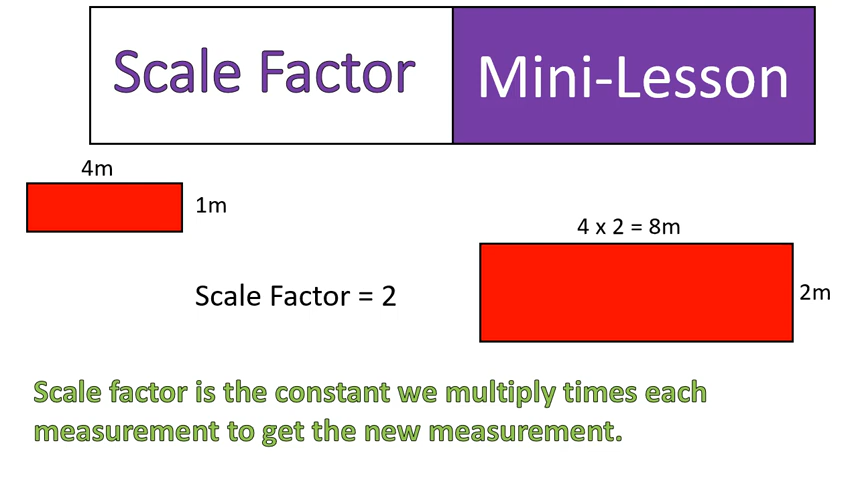 Scale Factor
Mini-Lesson
4m
1m
4 x 2 = 8m
2m
Scale Factor = 2
Scale factor is the constant we multiply times each
measurement to get the new measurement.